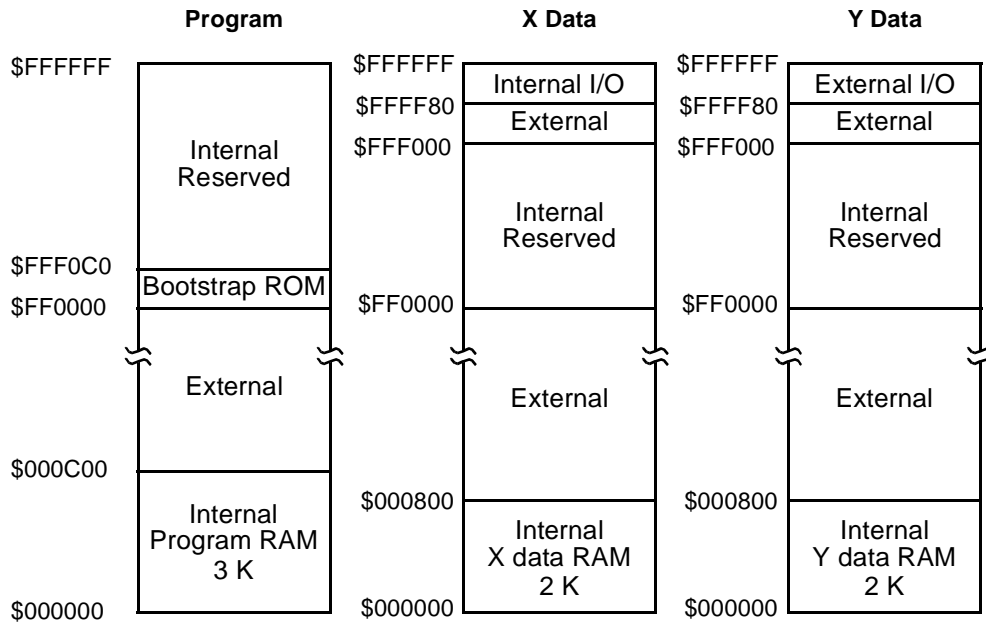 Program
$FFFFFF
Internal
Reserved
$FFF0C0
Bootstrap ROM
$FF0000
External
$000C00
Internal
Program RAM
3 K
$000000
X Data
$FFFFFF
Internal I/O
$FFFF80
External
$FFF000
Internal
Reserved
$FF0000
External
$000800
Internal
X data RAM
2 K
$000000
Y Data
$FFFFFF
External I/O
$FFFF80
External
$FFF000
Internal
Reserved
$FF0000
External
$000800
Internal
Y data RAM
2 K
$000000